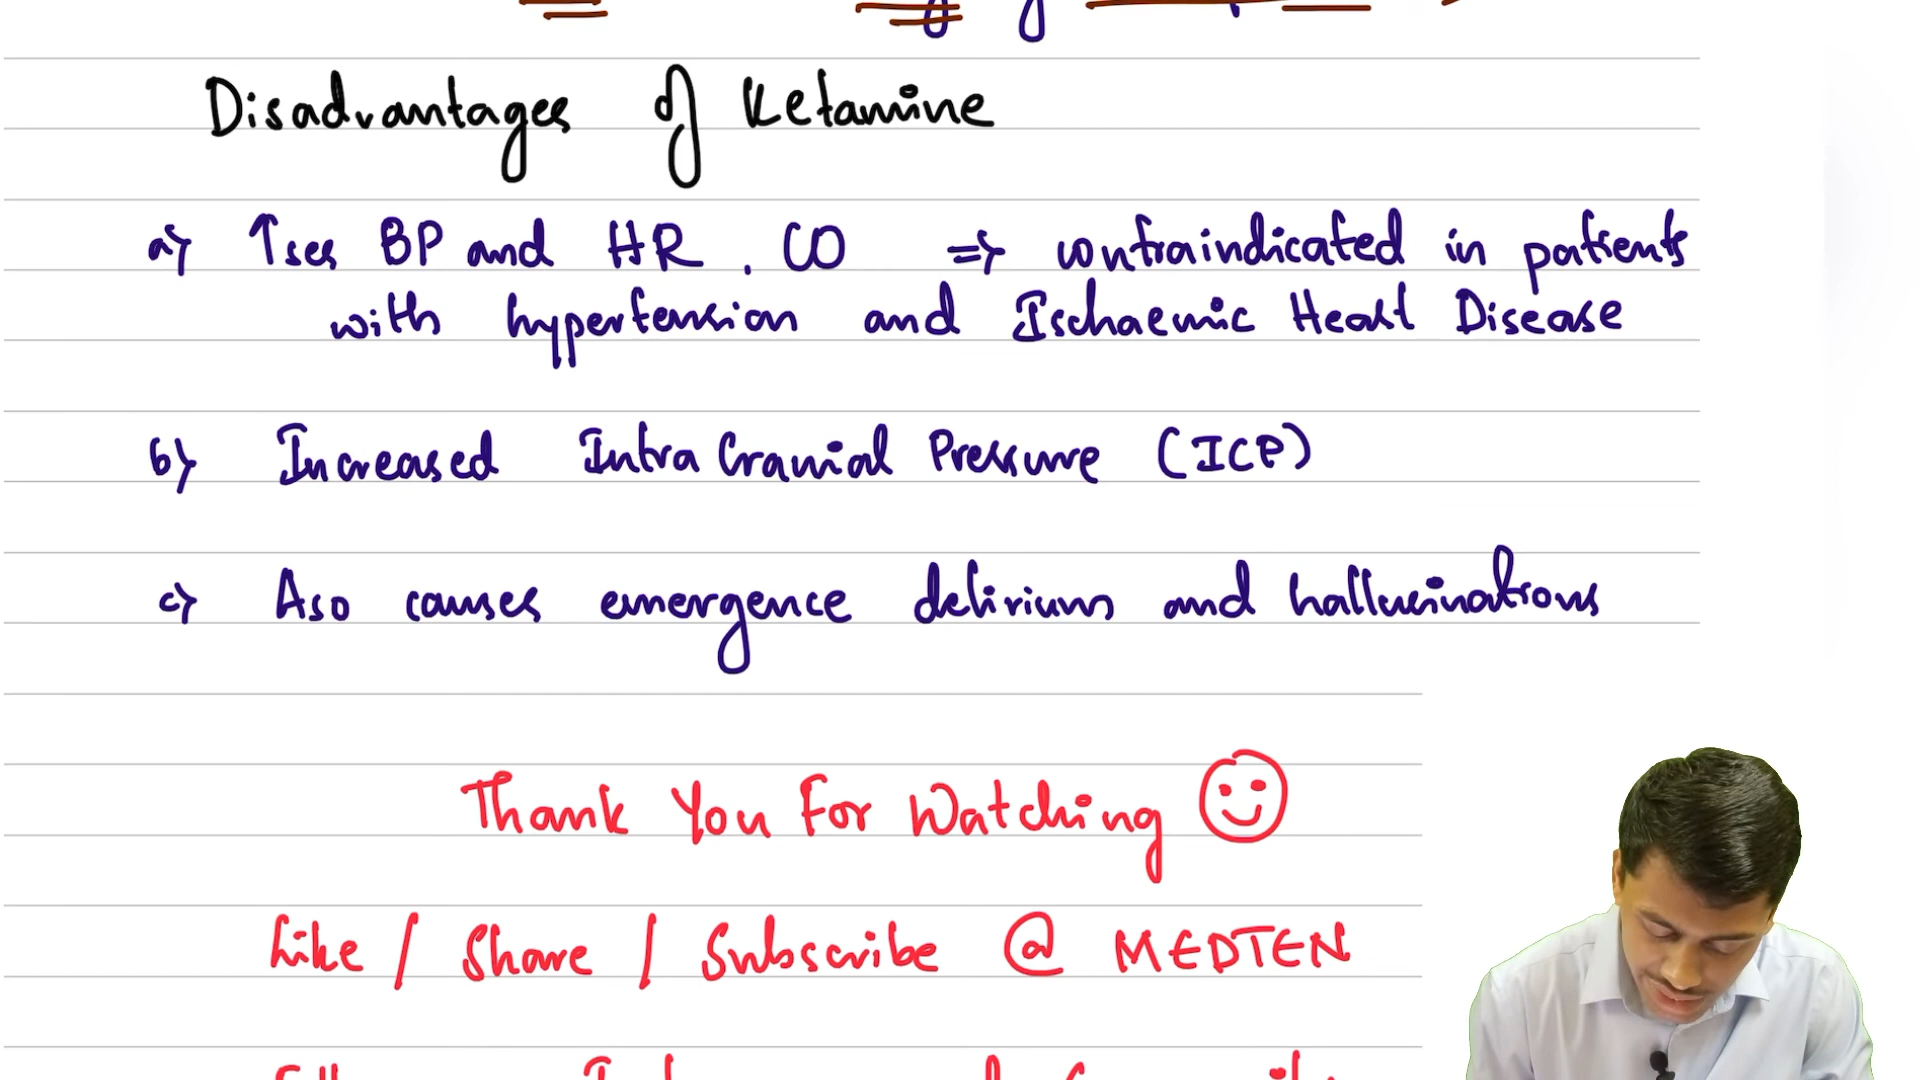 Disadvantages of Ketamine
a) ↑ses BP and HR, CO => contraindicated in patients
with hypertension and Ischaemic Heart Disease
b) Increased Intra Cranial Pressure (ICP)
c) Aso causes emergence delirium and hallucinations
Thank You For Watching ☺
Like / Share / Subscribe @ MEDTEN